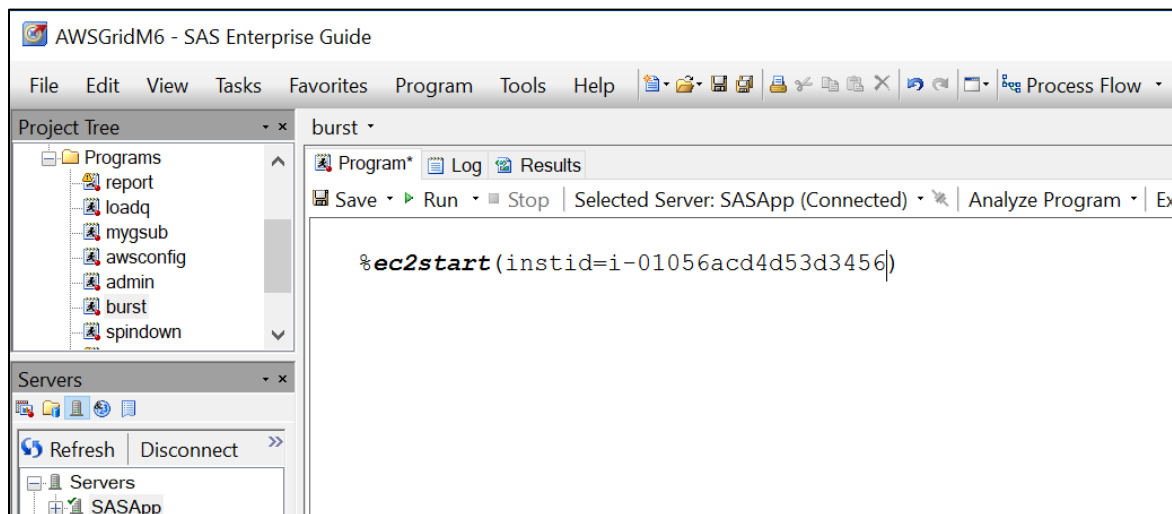 AWSGridM6 - SAS Enterprise Guide
File Edit View Tasks Favorites Program Tools Help Process Flow
Project Tree
Programs
report
loadq
mygsub
awsconfig
admin
burst
spindown
Servers
Refresh Disconnect
Servers
SASApp
burst
Program* Log Results
Save Run Stop Selected Server: SASApp (Connected) Analyze Program Ex
%ec2start(instid=i-01056acd4d53d3456)